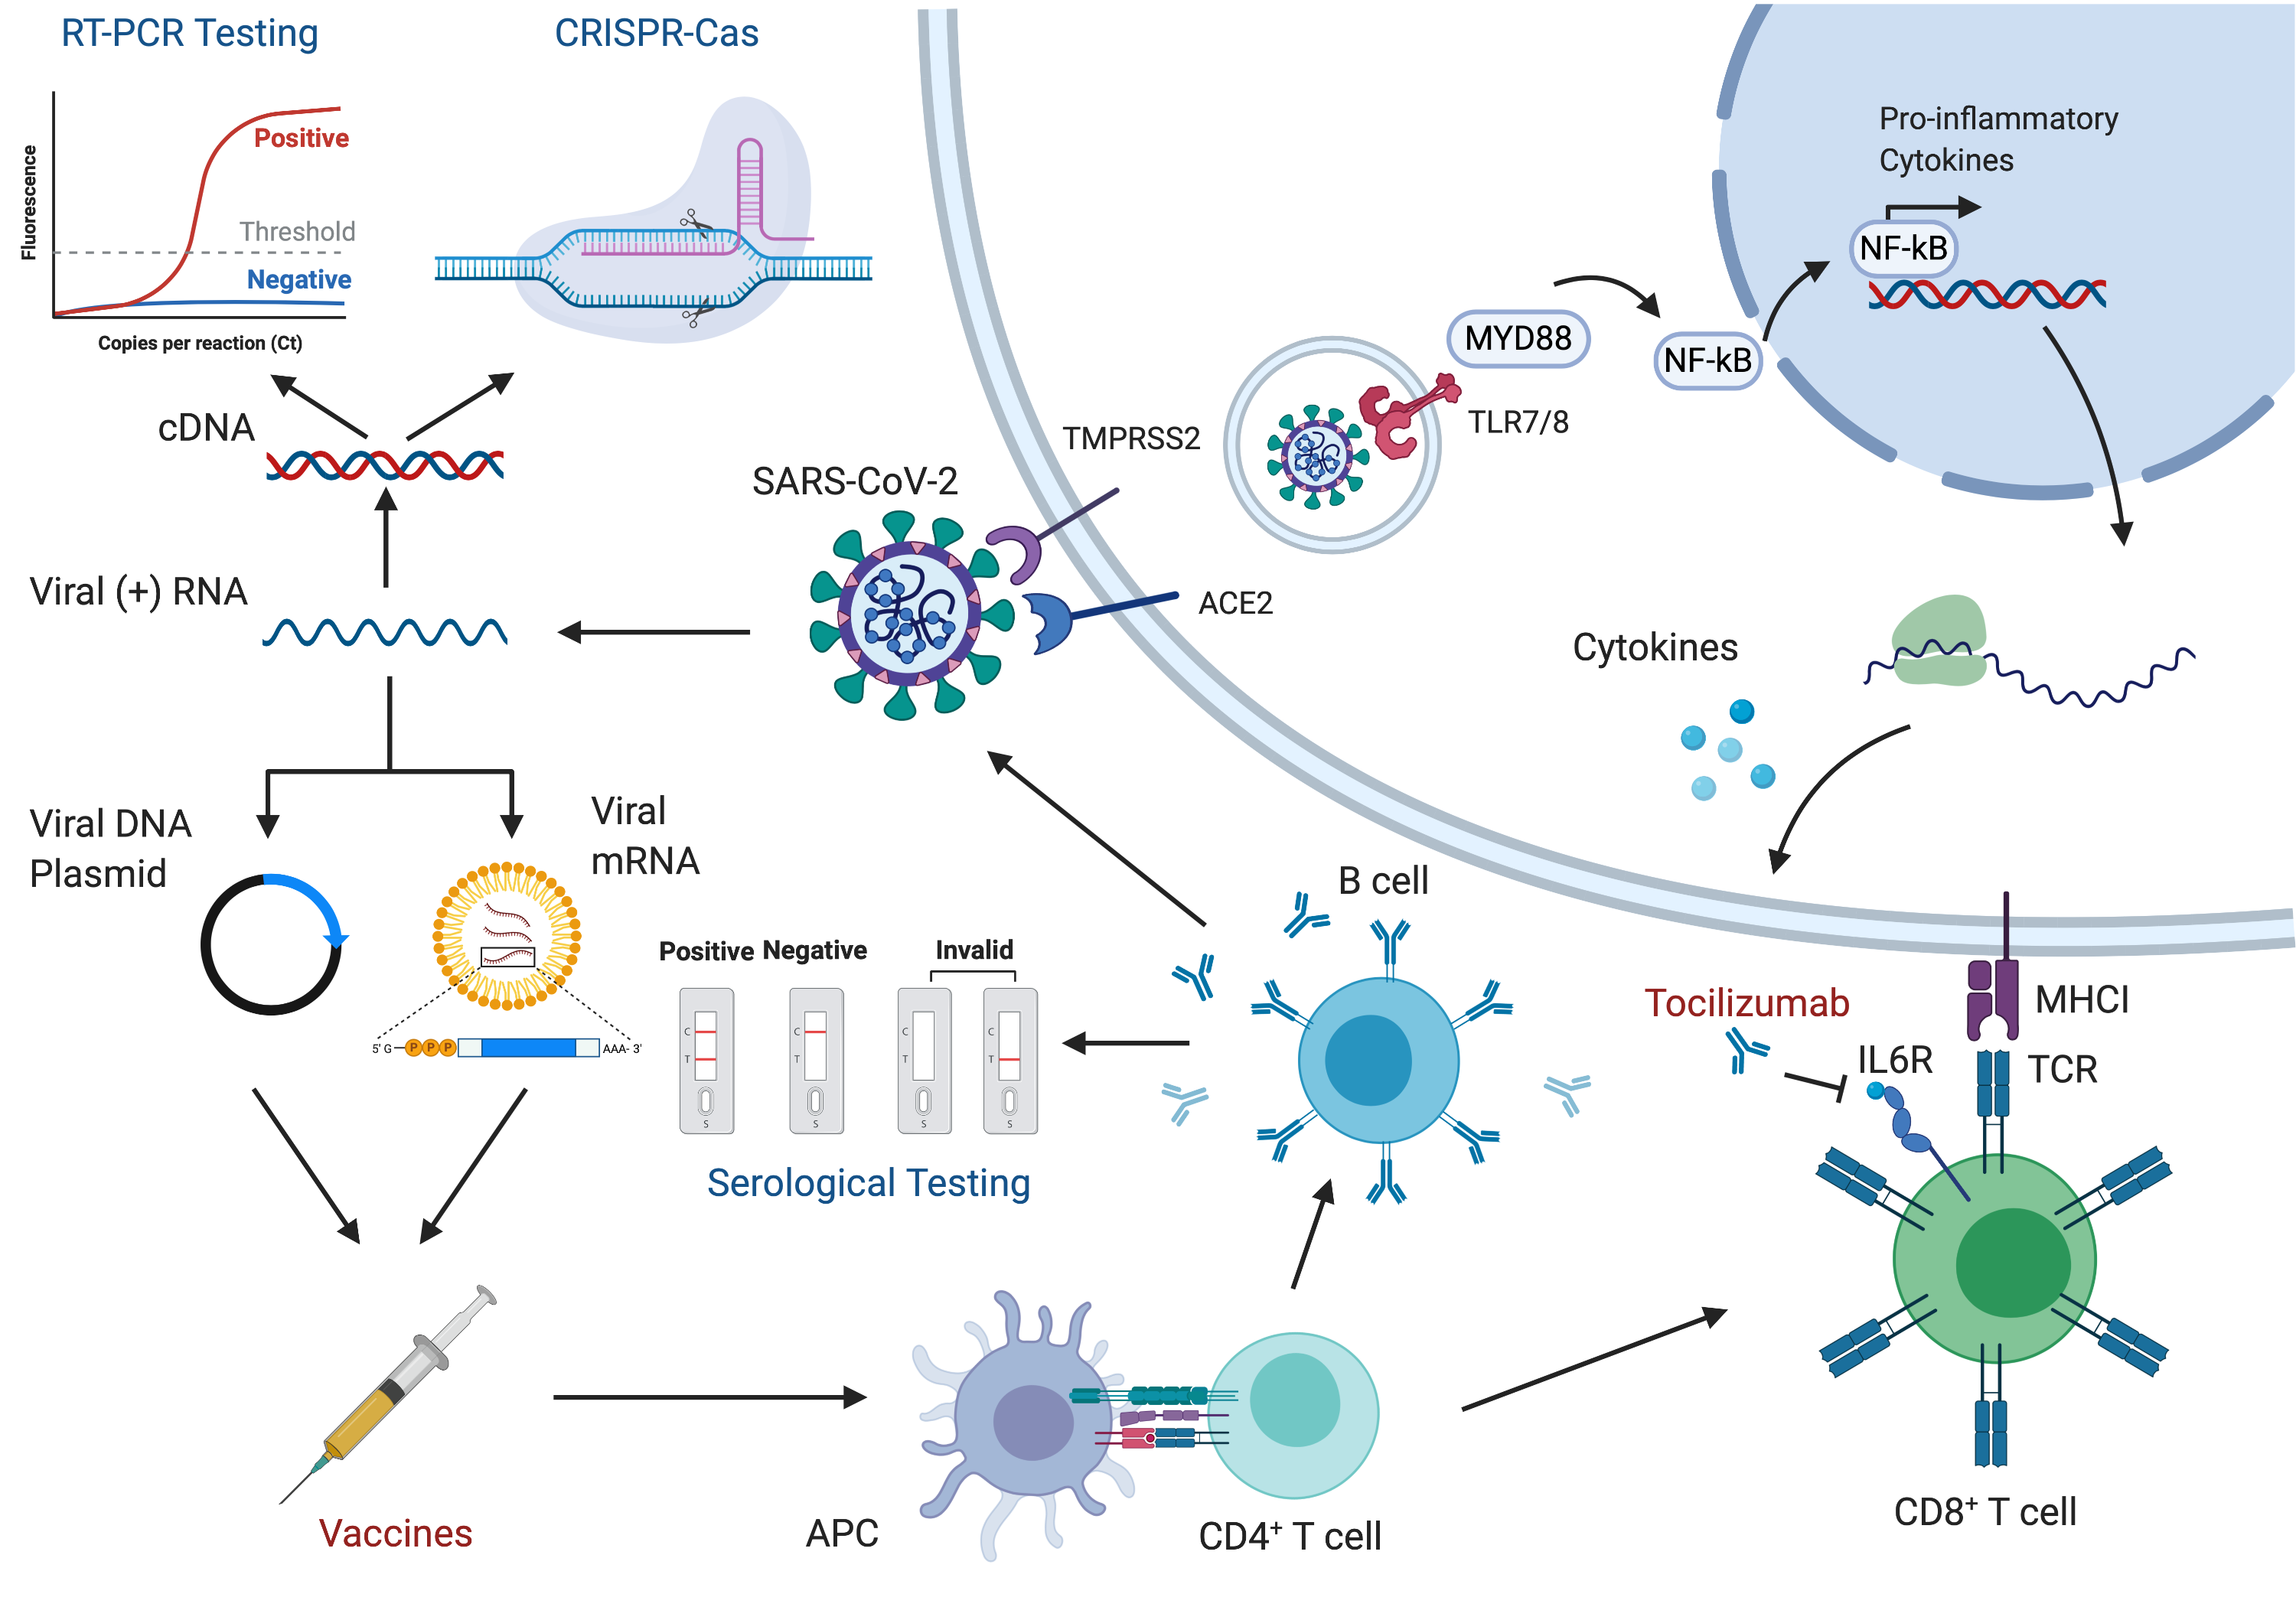 RT-PCR Testing
Fluorescence
Positive
Threshold
Negative
Copies per reaction (Ct)
CRISPR-Cas
cDNA
Viral (+) RNA
SARS-CoV-2
TMPRSS2
ACE2
TLR7/8
MYD88
NF-kB
Pro-inflammatory
Cytokines
NF-kB
Cytokines
Viral DNA
Plasmid
Viral
mRNA
5' G
P P P
AAA- 3'
Positive Negative Invalid
C C C C
T T T T
S S S S
Serological Testing
B cell
Tocilizumab
IL6R
MHCI
TCR
Vaccines
APC
CD4⁺ T cell
CD8⁺ T cell